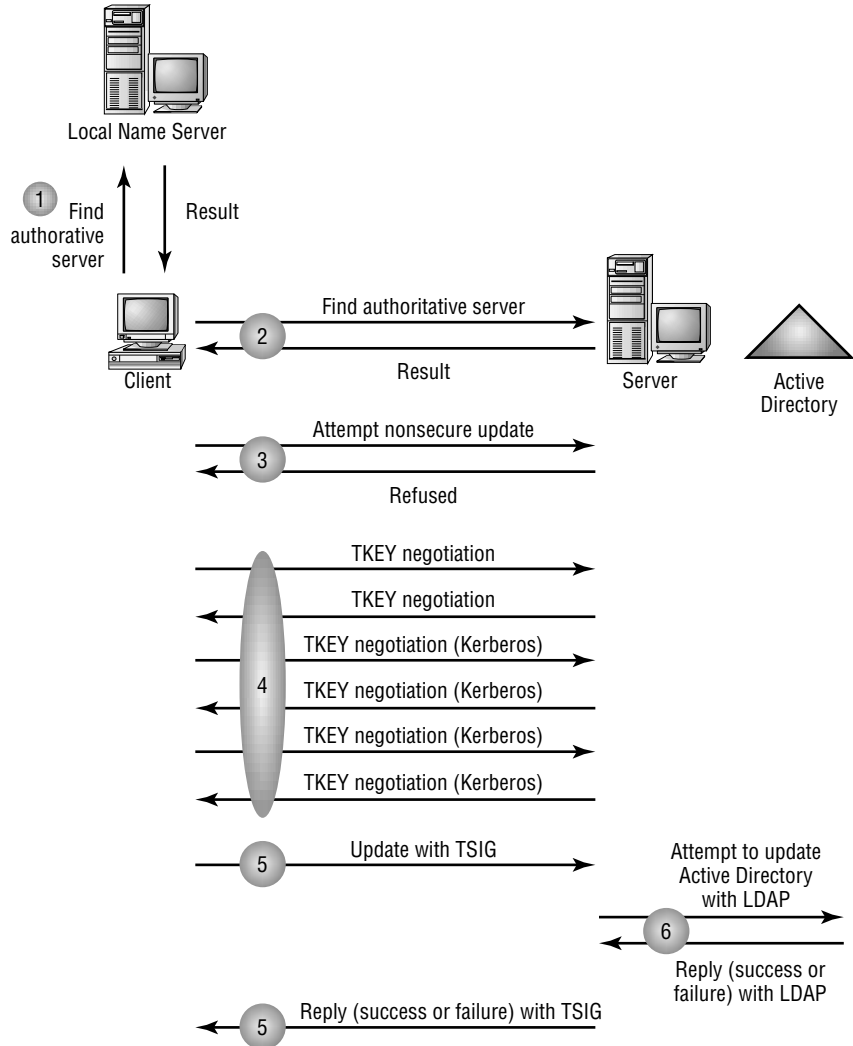 Local Name Server
1
Find
authorative
server
Result
Client
Find authoritative server
2
Result
Server
Active
Directory
Attempt nonsecure update
3
Refused
TKEY negotiation
TKEY negotiation
TKEY negotiation (Kerberos)
4
TKEY negotiation (Kerberos)
TKEY negotiation (Kerberos)
TKEY negotiation (Kerberos)
Update with TSIG
5
Attempt to update
Active Directory
with LDAP
6
Reply (success or
failure) with LDAP
Reply (success or failure) with TSIG
5